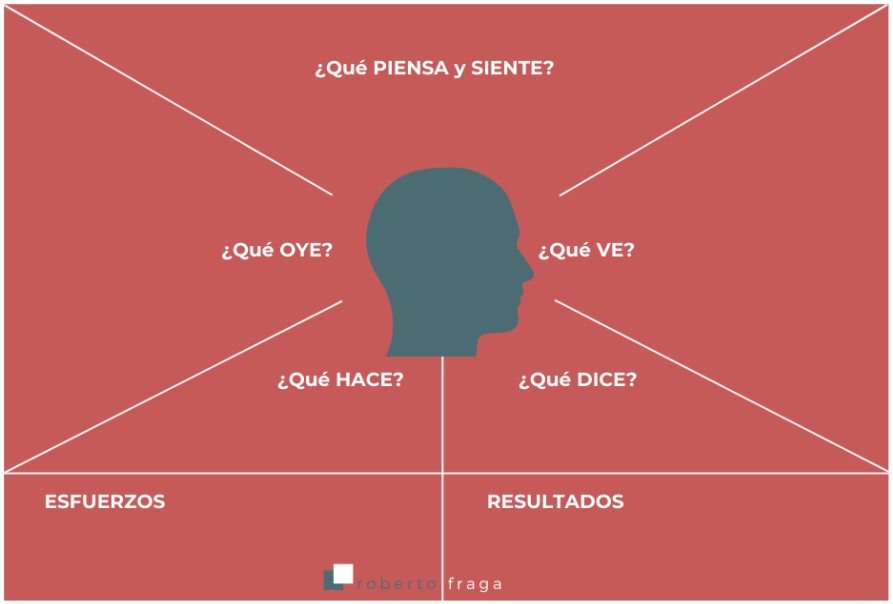 ¿Qué PIENSA y SIENTE?
¿Qué OYE?
¿Qué VE?
¿Qué HACE?
¿Qué DICE?
ESFUERZOS
RESULTADOS
roberto fraga